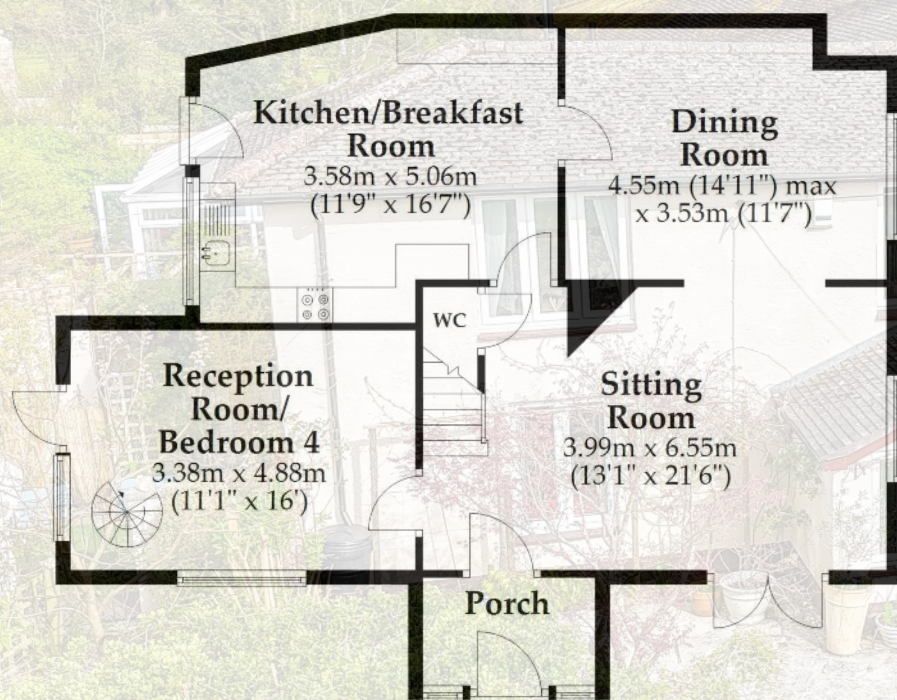 Kitchen/Breakfast
Room
3.58m x 5.06m
(11'9" x 16'7")
Dining
Room
4.55m (14'11") max
x 3.53m (11'7")
WC
Reception
Room/
Bedroom 4
3.38m x 4.88m
(11'1" x 16')
Sitting
Room
3.99m x 6.55m
(13'1" x 21'6")
Porch